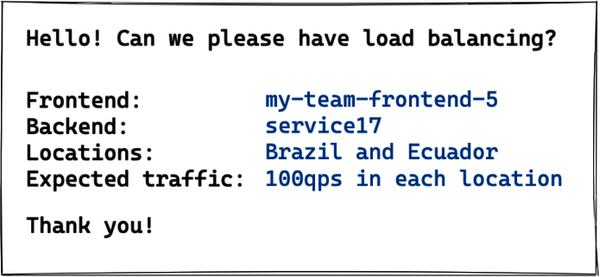 Hello! Can we please have load balancing?
Frontend: my-team-frontend-5
Backend: service17
Locations: Brazil and Ecuador
Expected traffic: 100qps in each location
Thank you!